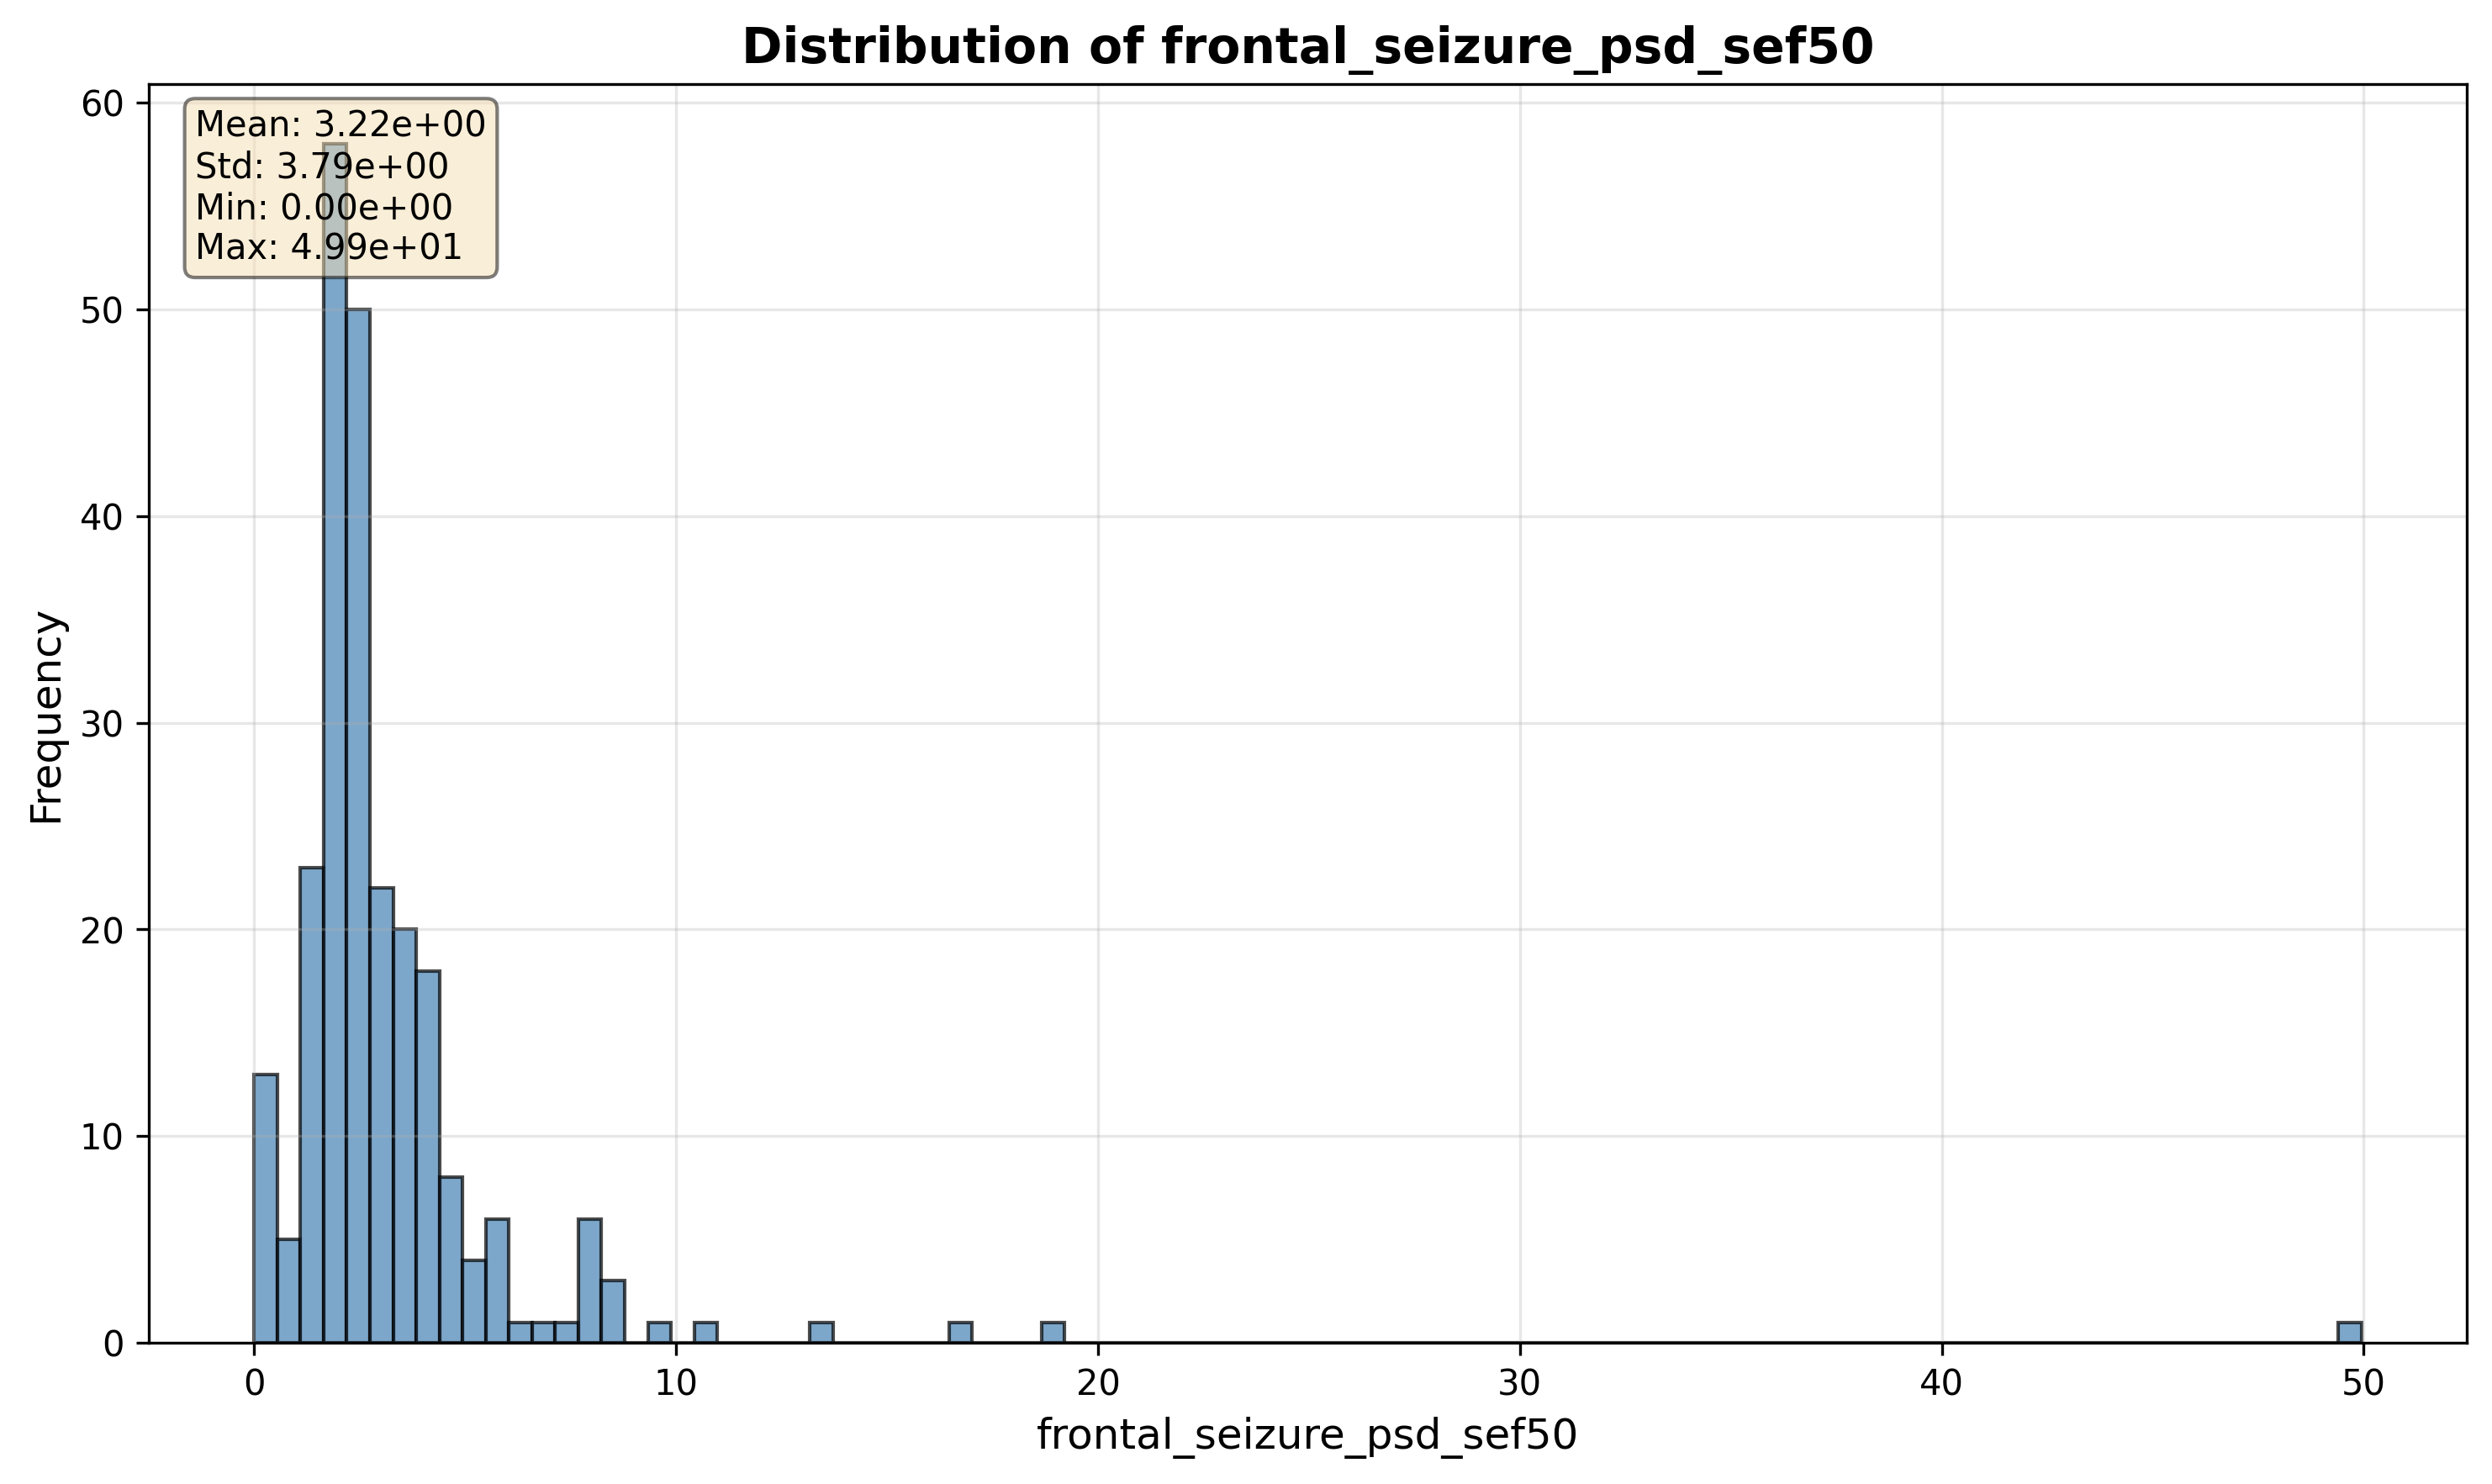 Distribution of frontal_seizure_psd_sef50
Mean: 3.22e+00
Std: 3.79e+00
Min: 0.00e+00
Max: 4.99e+01
Frequency
60
50
40
30
20
10
0
0 10 20 30 40 50
frontal_seizure_psd_sef50